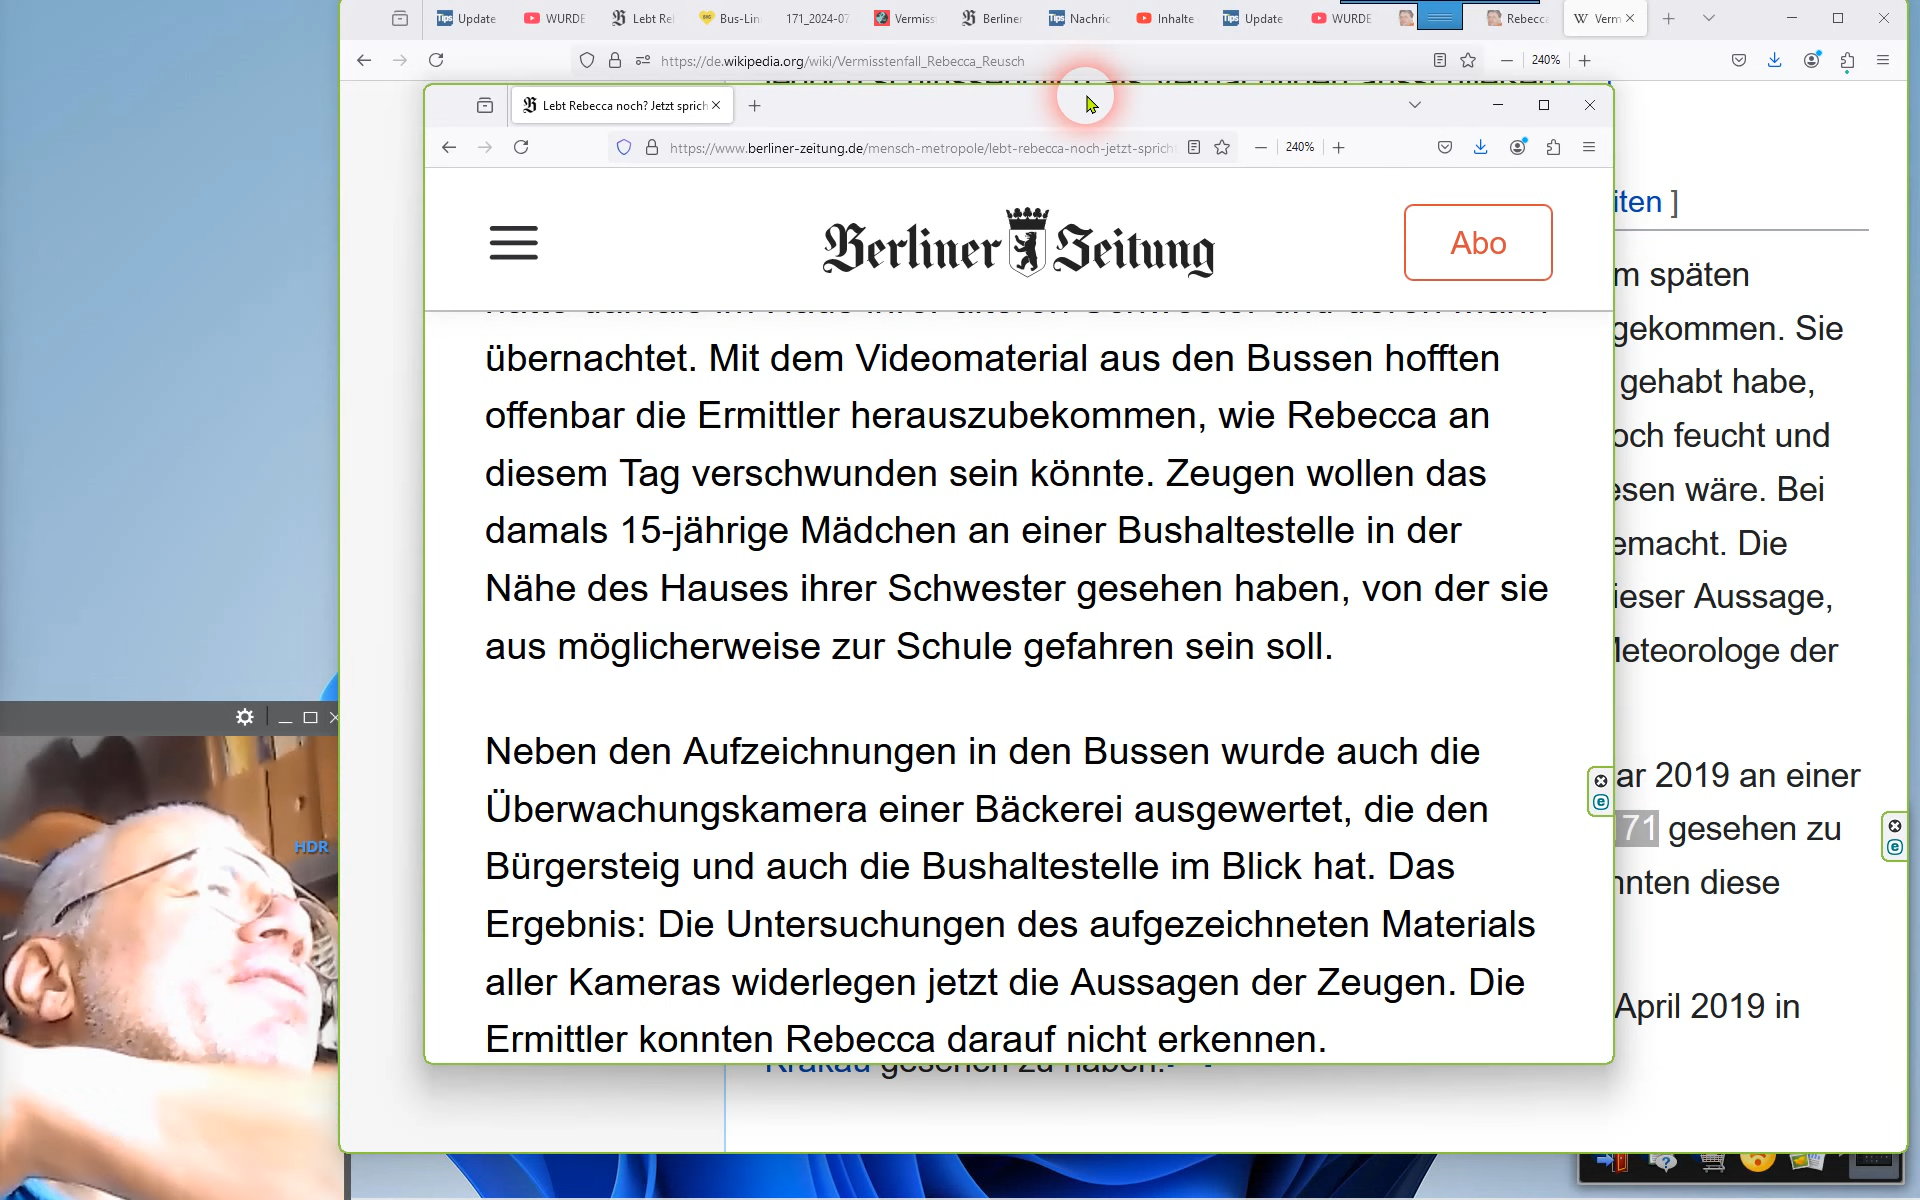 Update
WURDE
Lebt Re
Bus-Lin
171_2024-07
Vermiss
Berliner
Nachric
Inhalte
Update
WURDE
Rebecca
Verm
https://de.wikipedia.org/wiki/Vermisstenfall_Rebecca_Reusch
240%
Lebt Rebecca noch? Jetzt sprich
https://www.berliner-zeitung.de/mensch-metropole/lebt-rebecca-noch-jetzt-sprich
240%
Berliner Zeitung
Abo
übernachtet. Mit dem Videomaterial aus den Bussen hofften
offenbar die Ermittler herauszubekommen, wie Rebecca an
diesem Tag verschwunden sein könnte. Zeugen wollen das
damals 15-jährige Mädchen an einer Bushaltestelle in der
Nähe des Hauses ihrer Schwester gesehen haben, von der sie
aus möglicherweise zur Schule gefahren sein soll.
Neben den Aufzeichnungen in den Bussen wurde auch die
Überwachungskamera einer Bäckerei ausgewertet, die den
Bürgersteig und auch die Bushaltestelle im Blick hat. Das
Ergebnis: Die Untersuchungen des aufgezeichneten Materials
aller Kameras widerlegen jetzt die Aussagen der Zeugen. Die
Ermittler konnten Rebecca darauf nicht erkennen.
iten ]
m späten
gekommen. Sie
gehabt habe,
och feucht und
esen wäre. Bei
emacht. Die
ieser Aussage,
Meteorologe der
ar 2019 an einer
171 gesehen zu
nnten diese
April 2019 in
Krakau gesehen zu haben.
HDR